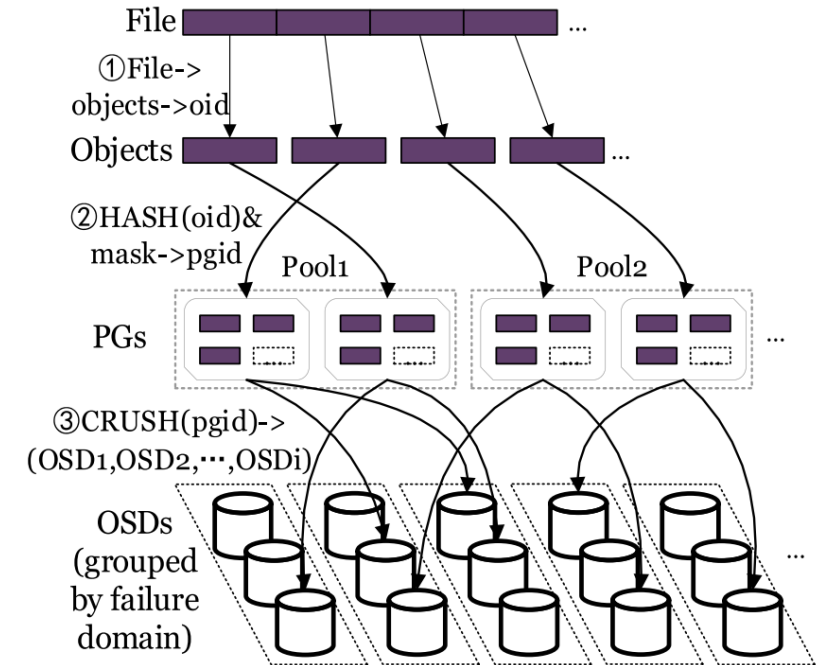 File
...
①File->
objects->oid
Objects
...
②HASH(oid)&
mask->pgid
Pool1
Pool2
PGs
...
...
...
...
...
③CRUSH(pgid)->
(OSD1,OSD2,···,OSDi)
OSDs
(grouped
by failure
domain)
...